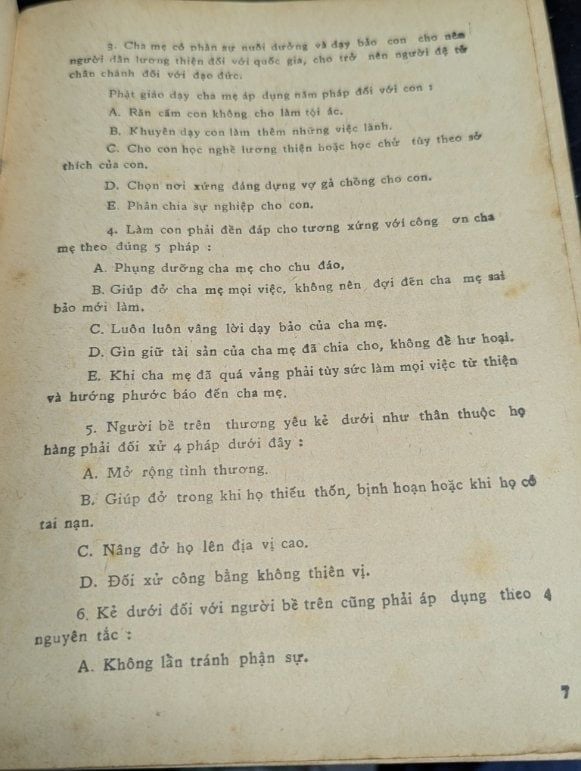 3. Cha mẹ có phận sự nuôi dưỡng và dạy bảo con cho nên
người dân lương thiện đối với quốc gia, cho trở nên người đệ tử
chân chánh đối với đạo đức.
Phật giáo dạy cha mẹ áp dụng năm pháp đối với con :
A. Răn cấm con không cho làm tội ác.
B. Khuyên dạy con làm thêm những việc lành.
C. Cho con học nghề lương thiện hoặc học chử tùy theo sở
thích của con.
D. Chọn nơi xứng đáng dựng vợ gả chồng cho con.
E. Phân chia sự nghiệp cho con.
4. Làm con phải đền đáp cho tương xứng với công ơn cha
mẹ theo đúng 5 pháp :
A. Phụng dưỡng cha mẹ cho chu đáo,
B. Giúp đở cha mẹ mọi việc, không nên đợi đến cha mẹ sai
bảo mới làm.
C. Luôn luôn vâng lời dạy bảo của cha mẹ.
D. Gìn giữ tài sản của cha mẹ đã chia cho, không để hư hoại.
E. Khi cha mẹ đã quá vảng phải tùy sức làm mọi việc từ thiện
và hướng phước báo đến cha mẹ.
5. Người bề trên thương yêu kẻ dưới như thân thuộc họ
hàng phải đối xử 4 pháp dưới đây :
A. Mở rộng tình thương.
B. Giúp đở trong khi họ thiếu thốn, bịnh hoạn hoặc khi họ có
tai nạn.
C. Nâng đở họ lên địa vị cao.
D. Đối xử công bằng không thiện vị.
6. Kẻ dưới đối với người bề trên cũng phải áp dụng theo 4
nguyên tắc :
A. Không lẩn tránh phận sự.
7